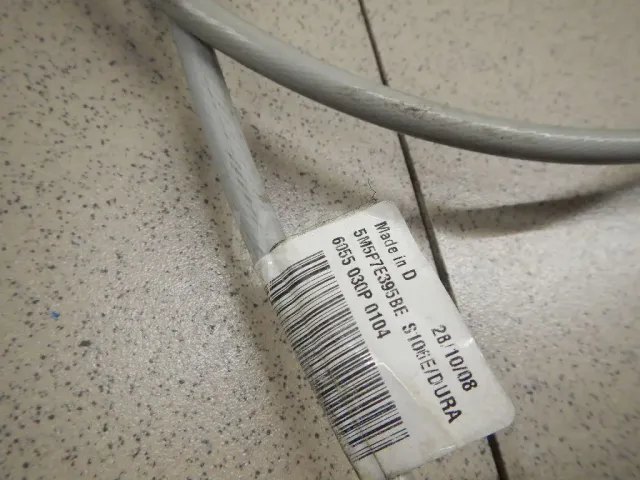 Made in D 28/10/08
5M5P7E395BE S106E/DURA
6055 030P 0104